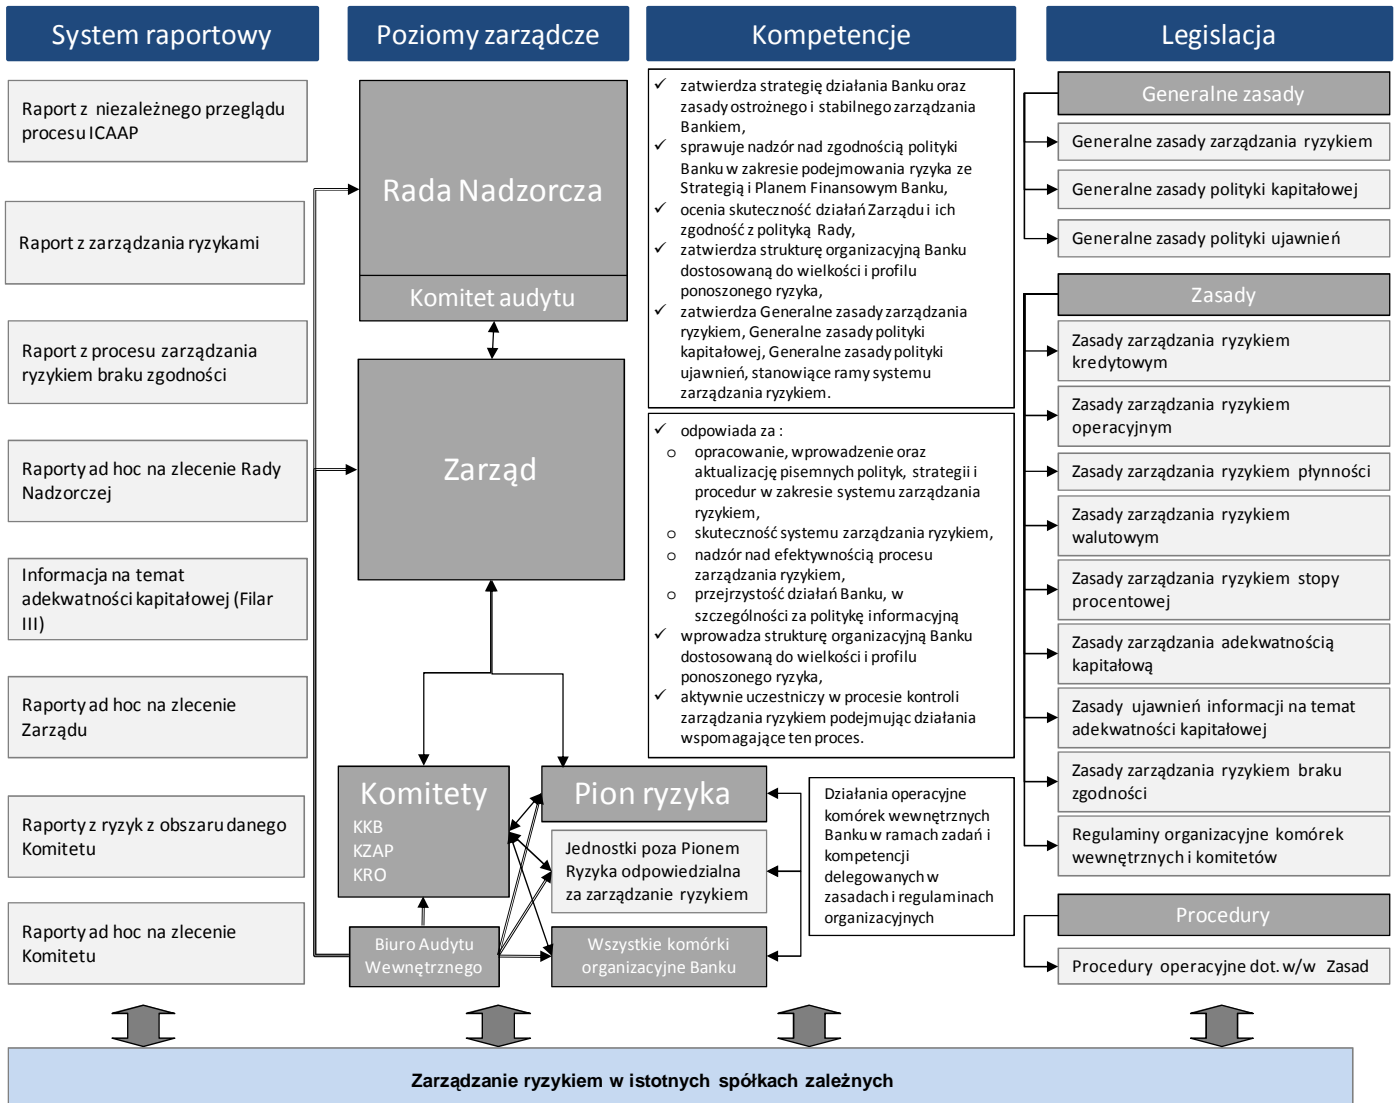 System raportowy
Poziomy zarządcze
Kompetencje
Legislacja
Raport z niezależnego przeglądu
procesu ICAAP
Raport z zarządzania ryzykami
Raport z procesu zarządzania
ryzykiem braku zgodności
Raporty ad hoc na zlecenie Rady
Nadzorczej
Informacja na temat
adekwatności kapitałowej (Filar
III)
Raporty ad hoc na zlecenie
Zarządu
Raporty z ryzyk z obszaru danego
Komitetu
Raporty ad hoc na zlecenie
Komitetu
Rada Nadzorcza
Komitet audytu
Zarząd
Komitety
KKB
KZAP
KRO
Pion ryzyka
Jednostki poza Pionem
Ryzyka odpowiedzialna
za zarządzanie ryzykiem
Biuro Audytu
Wewnętrznego
Wszystkie komórki
organizacyjne Banku
✓ zatwierdza strategię działania Banku oraz
zasady ostrożnego i stabilnego zarządzania
Bankiem,
✓ sprawuje nadzór nad zgodnością polityki
Banku w zakresie podejmowania ryzyka ze
Strategią i Planem Finansowym Banku,
✓ ocenia skuteczność działań Zarządu i ich
zgodność z polityką Rady,
✓ zatwierdza strukturę organizacyjną Banku
dostosowaną do wielkości i profilu
ponoszonego ryzyka,
✓ zatwierdza Generalne zasady zarządzania
ryzykiem, Generalne zasady polityki
kapitałowej, Generalne zasady polityki
ujawnień, stanowiące ramy systemu
zarządzania ryzykiem.
✓ odpowiada za :
o opracowanie, wprowadzenie oraz
aktualizację pisemnych polityk, strategii i
procedur w zakresie systemu zarządzania
ryzykiem,
o skuteczność systemu zarządzania ryzykiem,
o nadzór nad efektywnością procesu
zarządzania ryzykiem,
o przejrzystość działań Banku, w
szczególności za politykę informacyjną
✓ wprowadza strukturę organizacyjną Banku
dostosowaną do wielkości i profilu
ponoszonego ryzyka,
✓ aktywnie uczestniczy w procesie kontroli
zarządzania ryzykiem podejmując działania
wspomagające ten proces.
Działania operacyjne
komórek wewnętrznych
Banku w ramach zadań i
kompetencji
delegowanych w
zasadach i regulaminach
organizacyjnych
Generalne zasady
Generalne zasady zarządzania ryzykiem
Generalne zasady polityki kapitałowej
Generalne zasady polityki ujawnień
Zasady
Zasady zarządzania ryzykiem
kredytowym
Zasady zarządzania ryzykiem
operacyjnym
Zasady zarządzania ryzykiem płynności
Zasady zarządzania ryzykiem
walutowym
Zasady zarządzania ryzykiem stopy
procentowej
Zasady zarządzania adekwatnością
kapitałową
Zasady ujawnień informacji na temat
adekwatności kapitałowej
Zasady zarządzania ryzykiem braku
zgodności
Regulaminy organizacyjne komórek
wewnętrznych i komitetów
Procedury
Procedury operacyjne dot. w/w Zasad
Zarządzanie ryzykiem w istotnych spółkach zależnych